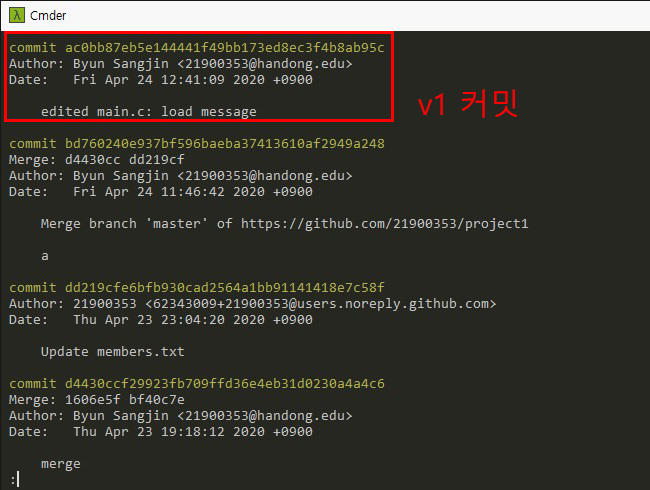 λ Cmder
commit ac0bb87eb5e144441f49bb173ed8ec3f4b8ab95c
Author: Byun Sangjin <21900353@handong.edu>
Date:   Fri Apr 24 12:41:09 2020 +0900
edited main.c: load message
v1 커밋
commit bd760240e937bf596baeba37413610af2949a248
Merge: d4430cc dd219cf
Author: Byun Sangjin <21900353@handong.edu>
Date:   Fri Apr 24 11:46:42 2020 +0900
Merge branch 'master' of https://github.com/21900353/project1
a
commit dd219cfe6bfb930cad2564a1bb91141418e7c58f
Author: 21900353 <62343009+21900353@users.noreply.github.com>
Date:   Thu Apr 23 23:04:20 2020 +0900
Update members.txt
commit d4430ccf29923fb709ffd36e4eb31d0230a4a4c6
Merge: 1606e5f bf40c7e
Author: Byun Sangjin <21900353@handong.edu>
Date:   Thu Apr 23 19:18:12 2020 +0900
merge
: